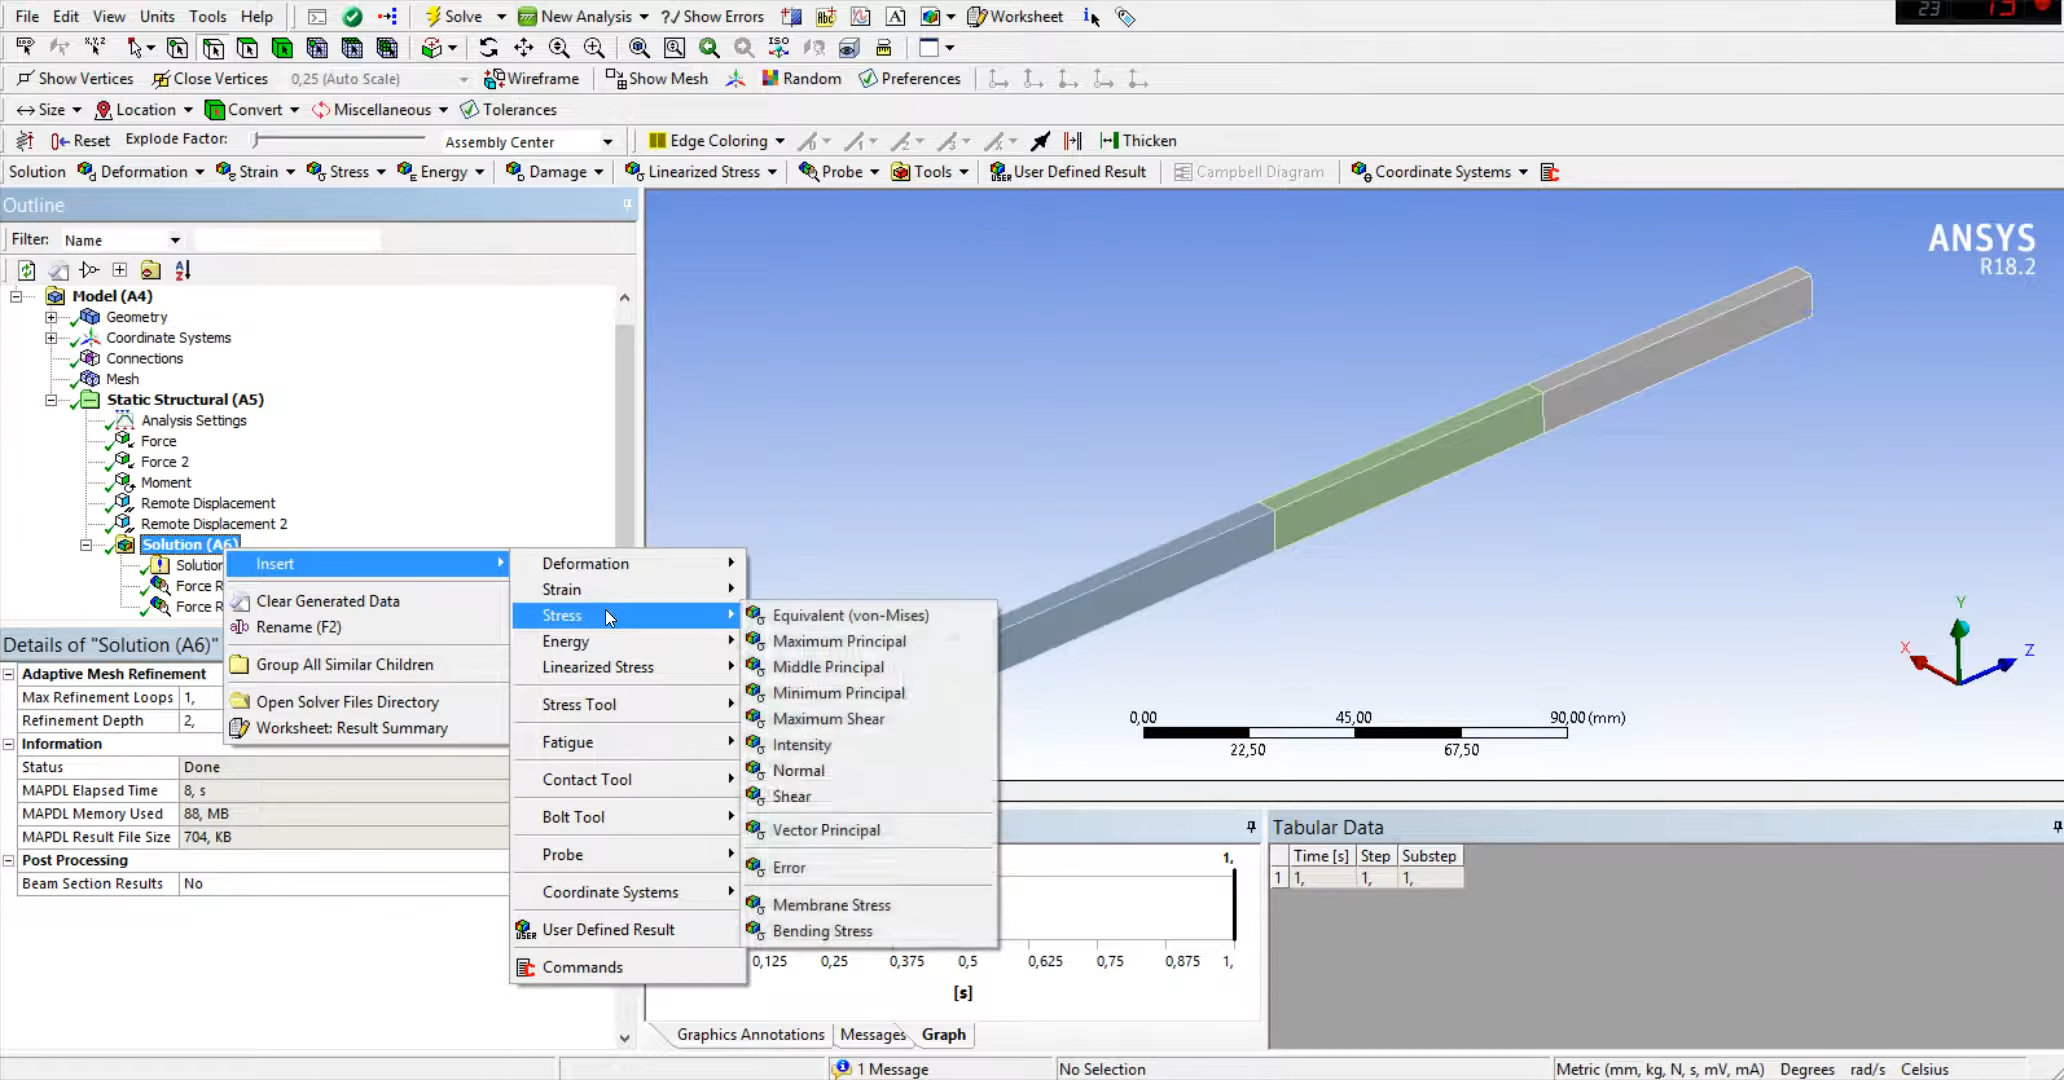 File Edit View Units Tools Help Solve New Analysis ?/ Show Errors Worksheet
23 13
ISO
Show Vertices Close Vertices 0,25 (Auto Scale) Wireframe Show Mesh Random Preferences
Size Location Convert Miscellaneous Tolerances
Reset Explode Factor: Assembly Center Edge Coloring Thicken
Solution Deformation Strain Stress Energy Damage Linearized Stress Probe Tools User Defined Result Campbell Diagram Coordinate Systems
Outline
Filter: Name
Model (A4)
Geometry
Coordinate Systems
Connections
Mesh
Static Structural (A5)
Analysis Settings
Force
Force 2
Moment
Remote Displacement
Remote Displacement 2
Solution (A6)
Solution
Force R
Force R
Insert
Clear Generated Data
Rename (F2)
Group All Similar Children
Open Solver Files Directory
Worksheet: Result Summary
Deformation
Strain
Stress
Energy
Linearized Stress
Stress Tool
Fatigue
Contact Tool
Bolt Tool
Probe
Coordinate Systems
User Defined Result
Commands
Equivalent (von-Mises)
Maximum Principal
Middle Principal
Minimum Principal
Maximum Shear
Intensity
Normal
Shear
Vector Principal
Error
Membrane Stress
Bending Stress
Details of "Solution (A6)"
Adaptive Mesh Refinement
Max Refinement Loops 1,
Refinement Depth 2,
Information
Status Done
MAPDL Elapsed Time 8, s
MAPDL Memory Used 88, MB
MAPDL Result File Size 704, KB
Post Processing
Beam Section Results No
ANSYS
R18.2
Y
X
Z
0,00 45,00 90,00 (mm)
22,50 67,50
1,
0,125 0,25 0,375 0,5 0,625 0,75 0,875 1,
[s]
Graphics Annotations Messages Graph
Tabular Data
Time [s] Step Substep
1 1, 1, 1,
1 Message No Selection Metric (mm, kg, N, s, mV, mA) Degrees rad/s Celsius